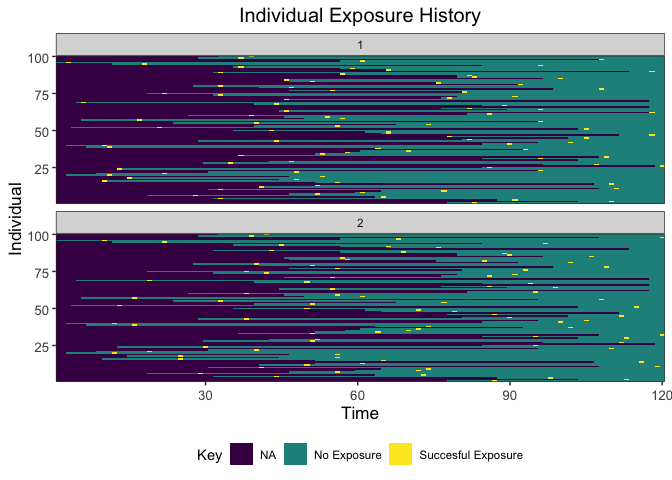 Individual Exposure History
1
100
75
50
25
2
100
75
50
25
Individual
30 60 90 120
Time
Key NA No Exposure Succesful Exposure